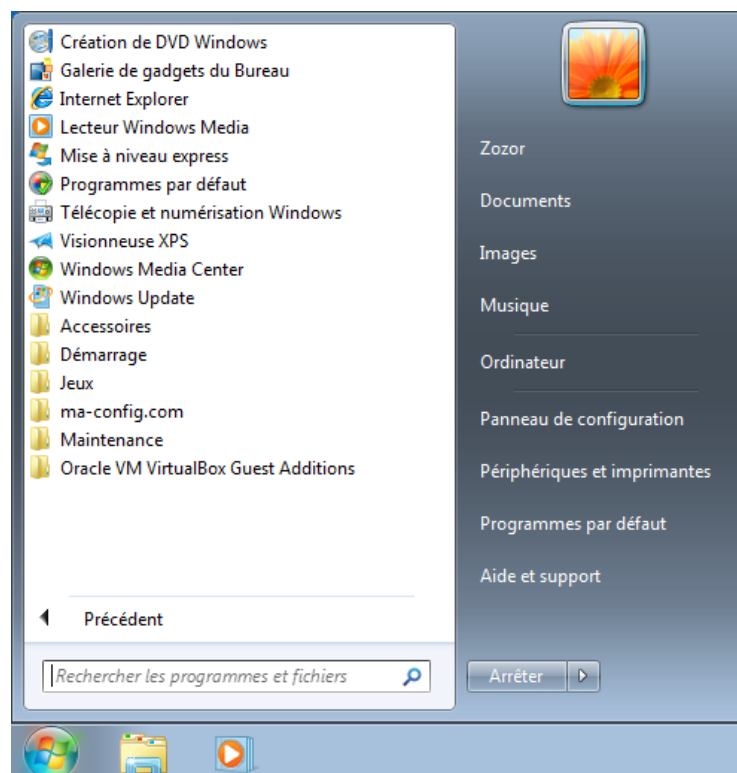 Création de DVD Windows
Galerie de gadgets du Bureau
Internet Explorer
Lecteur Windows Media
Mise à niveau express
Programmes par défaut
Télécopie et numérisation Windows
Visionneuse XPS
Windows Media Center
Windows Update
Accessoires
Démarrage
Jeux
ma-config.com
Maintenance
Oracle VM VirtualBox Guest Additions
Précédent
Rechercher les programmes et fichiers
Zozor
Documents
Images
Musique
Ordinateur
Panneau de configuration
Périphériques et imprimantes
Programmes par défaut
Aide et support
Arrêter